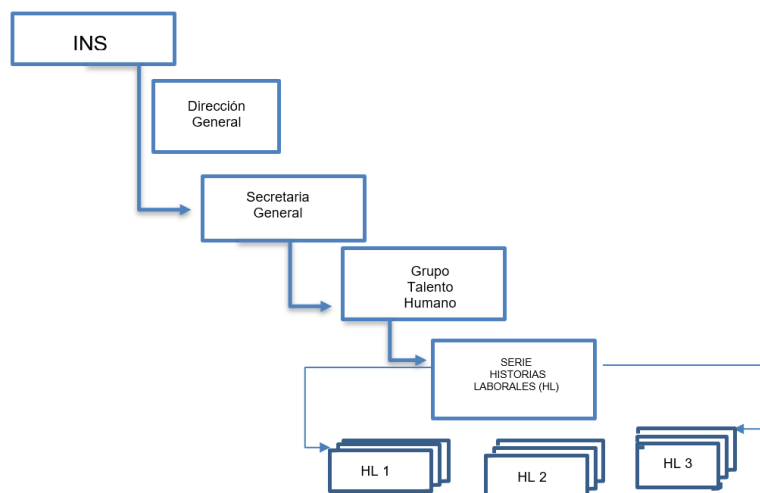 INS
Dirección
General
Secretaria
General
Grupo
Talento
Humano
SERIE
HISTORIAS
LABORALES (HL)
HL 1
HL 2
HL 3